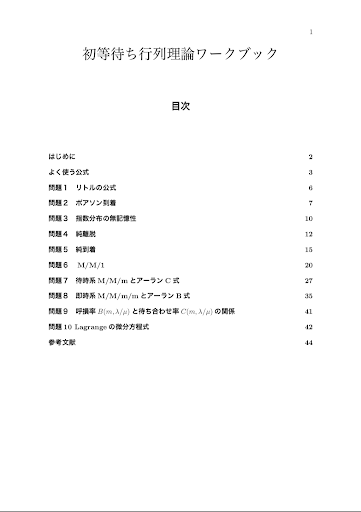 1
初等待ち行列理論ワークブック
目次
はじめに 2
よく使う公式 3
問題1 リトルの公式 6
問題2 ポアソン到着 7
問題3 指数分布の無記憶性 10
問題4 純離脱 12
問題5 純到着 15
問題6 M/M/1 20
問題7 待時系 M/M/m とアーラン C 式 27
問題8 即時系 M/M/m/m とアーラン B 式 35
問題9 呼損率 B(m, λ/μ) と待ち合わせ率 C(m, λ/μ) の関係 41
問題10 Lagrange の微分方程式 42
参考文献 44